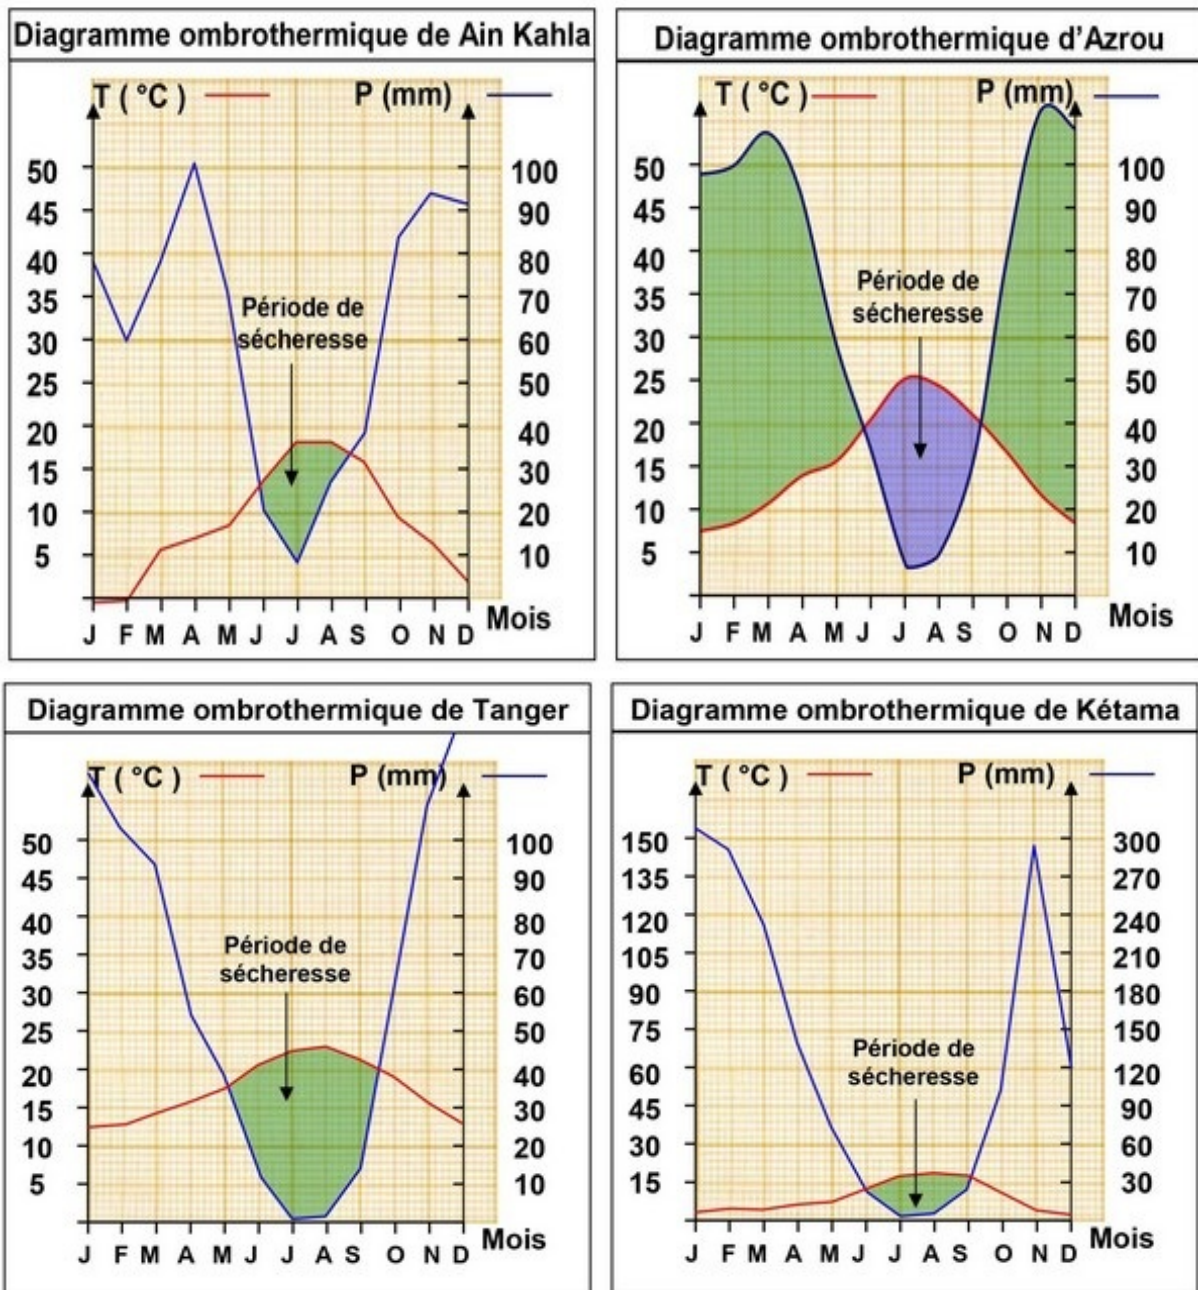 Diagramme ombrothermique de Ain Kahla
T ( °C )
P (mm)
50
45
40
35
30
25
20
15
10
5
100
90
80
70
60
50
40
30
20
10
Période de
sécheresse
J F M A M J J A S O N D
Mois
Diagramme ombrothermique d'Azrou
T ( °C )
P (mm)
50
45
40
35
30
25
20
15
10
5
100
90
80
70
60
50
40
30
20
10
Période de
sécheresse
J F M A M J J A S O N D
Mois
Diagramme ombrothermique de Tanger
T ( °C )
P (mm)
50
45
40
35
30
25
20
15
10
5
100
90
80
70
60
50
40
30
20
10
Période de
sécheresse
J F M A M J J A S O N D
Mois
Diagramme ombrothermique de Kétama
T ( °C )
P (mm)
150
135
120
105
90
75
60
45
30
15
300
270
240
210
180
150
120
90
60
30
Période de
sécheresse
J F M A M J J A S O N D
Mois